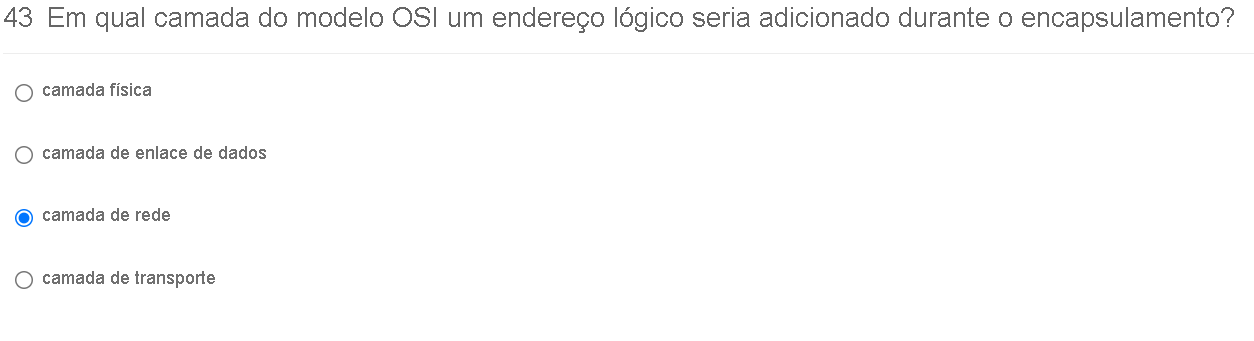 43 Em qual camada do modelo OSI um endereço lógico seria adicionado durante o encapsulamento?
camada física
camada de enlace de dados
camada de rede
camada de transporte